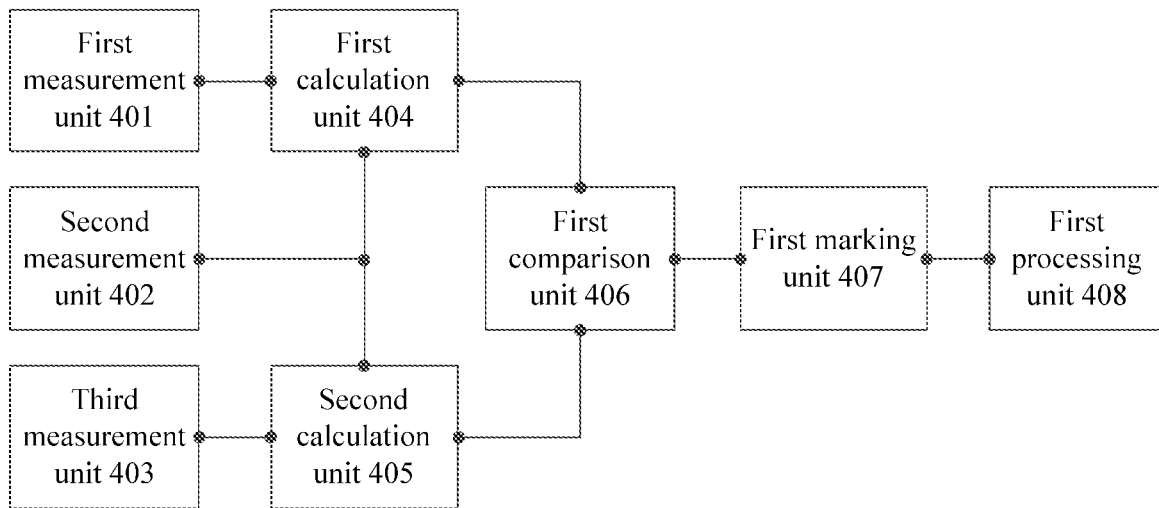 First
measurement
unit 401
First
calculation
unit 404
Second
measurement
unit 402
First
comparison
unit 406
First marking
unit 407
First
processing
unit 408
Third
measurement
unit 403
Second
calculation
unit 405